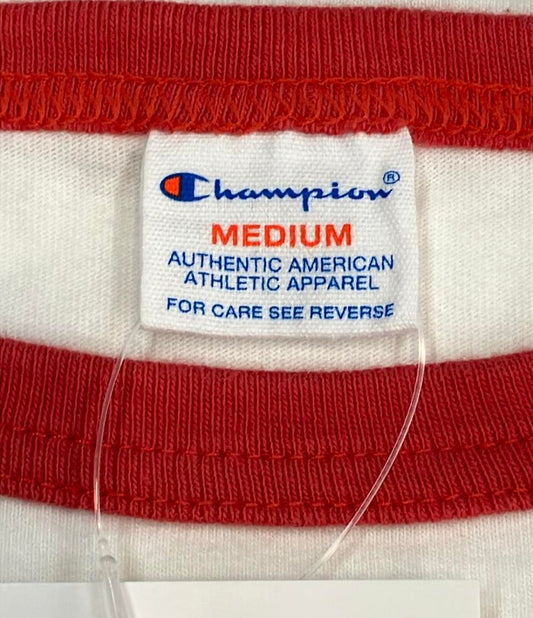 Champion®
MEDIUM
AUTHENTIC AMERICAN
ATHLETIC APPAREL
FOR CARE SEE REVERSE